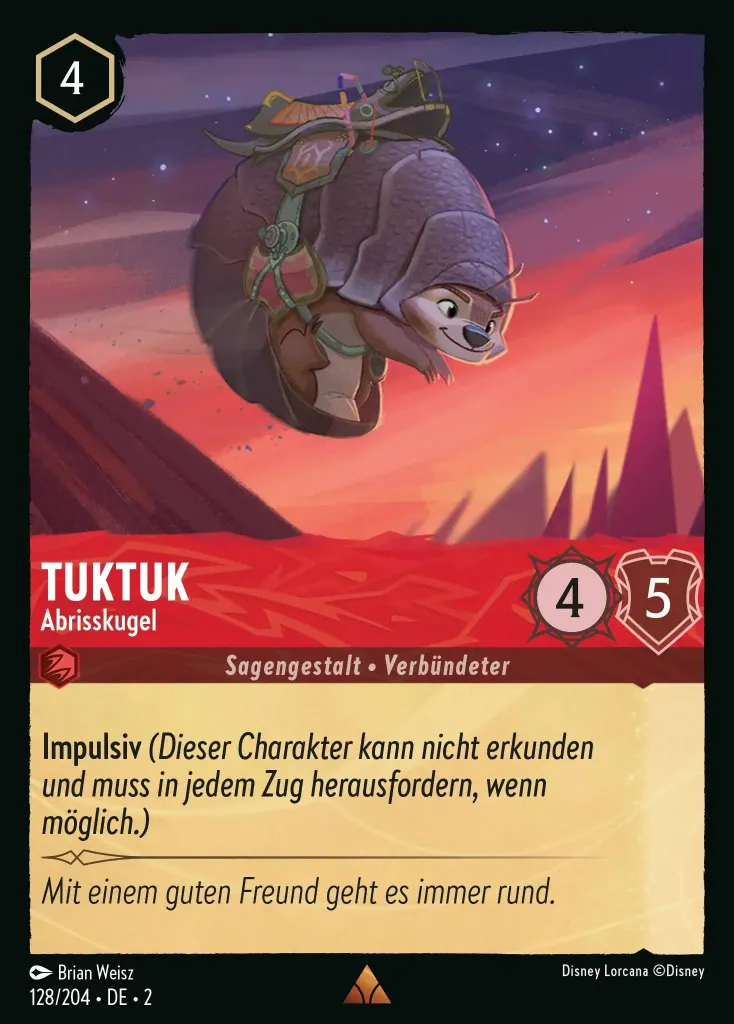 4
TUKTUK
Abrisskugel
4
5
Sagengestalt • Verbündeter
Impulsiv (Dieser Charakter kann nicht erkunden
und muss in jedem Zug herausfordern, wenn
möglich.)
Mit einem guten Freund geht es immer rund.
Brian Weisz
Disney Lorcana ©Disney
128/204 • DE • 2